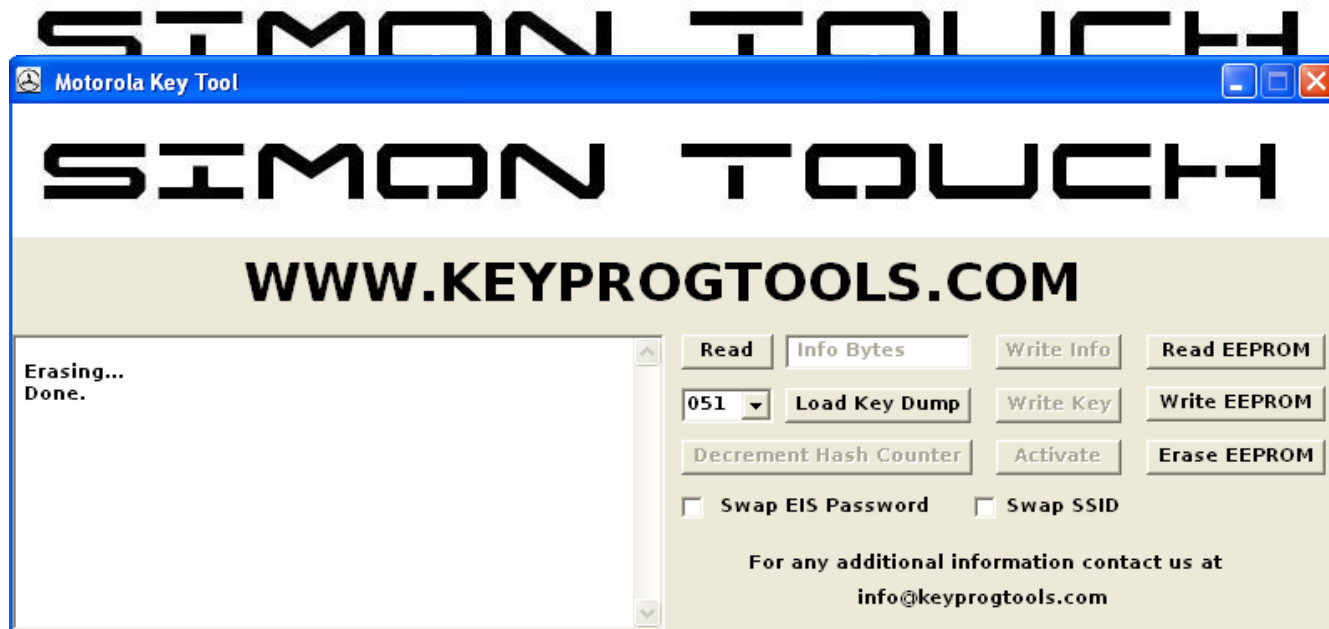 SIMON TOUCH
Motorola Key Tool
SIMON TOUCH
WWW.KEYPROGTOOLS.COM
Erasing...
Done.
Read Info Bytes Write Info Read EEPROM
051 Load Key Dump Write Key Write EEPROM
Decrement Hash Counter Activate Erase EEPROM
Swap EIS Password Swap SSID
For any additional information contact us at
info@keyprogtools.com